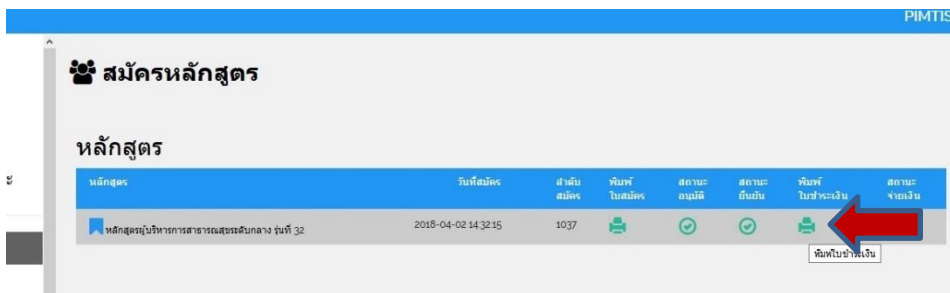 PIMTIS
สมัครหลักสูตร
หลักสูตร
ะ
หลักสูตร วันที่สมัคร ลำดับสมัคร พิมพ์ใบสมัคร สถานะอนุมัติ สถานะยืนยัน พิมพ์ใบชำระเงิน สถานะจ่ายเงิน
หลักสูตรผู้บริหารการสาธารณสุขระดับกลาง รุ่นที่ 32 2018-04-02 14:32:15 1037
พิมพ์ใบชำระเงิน